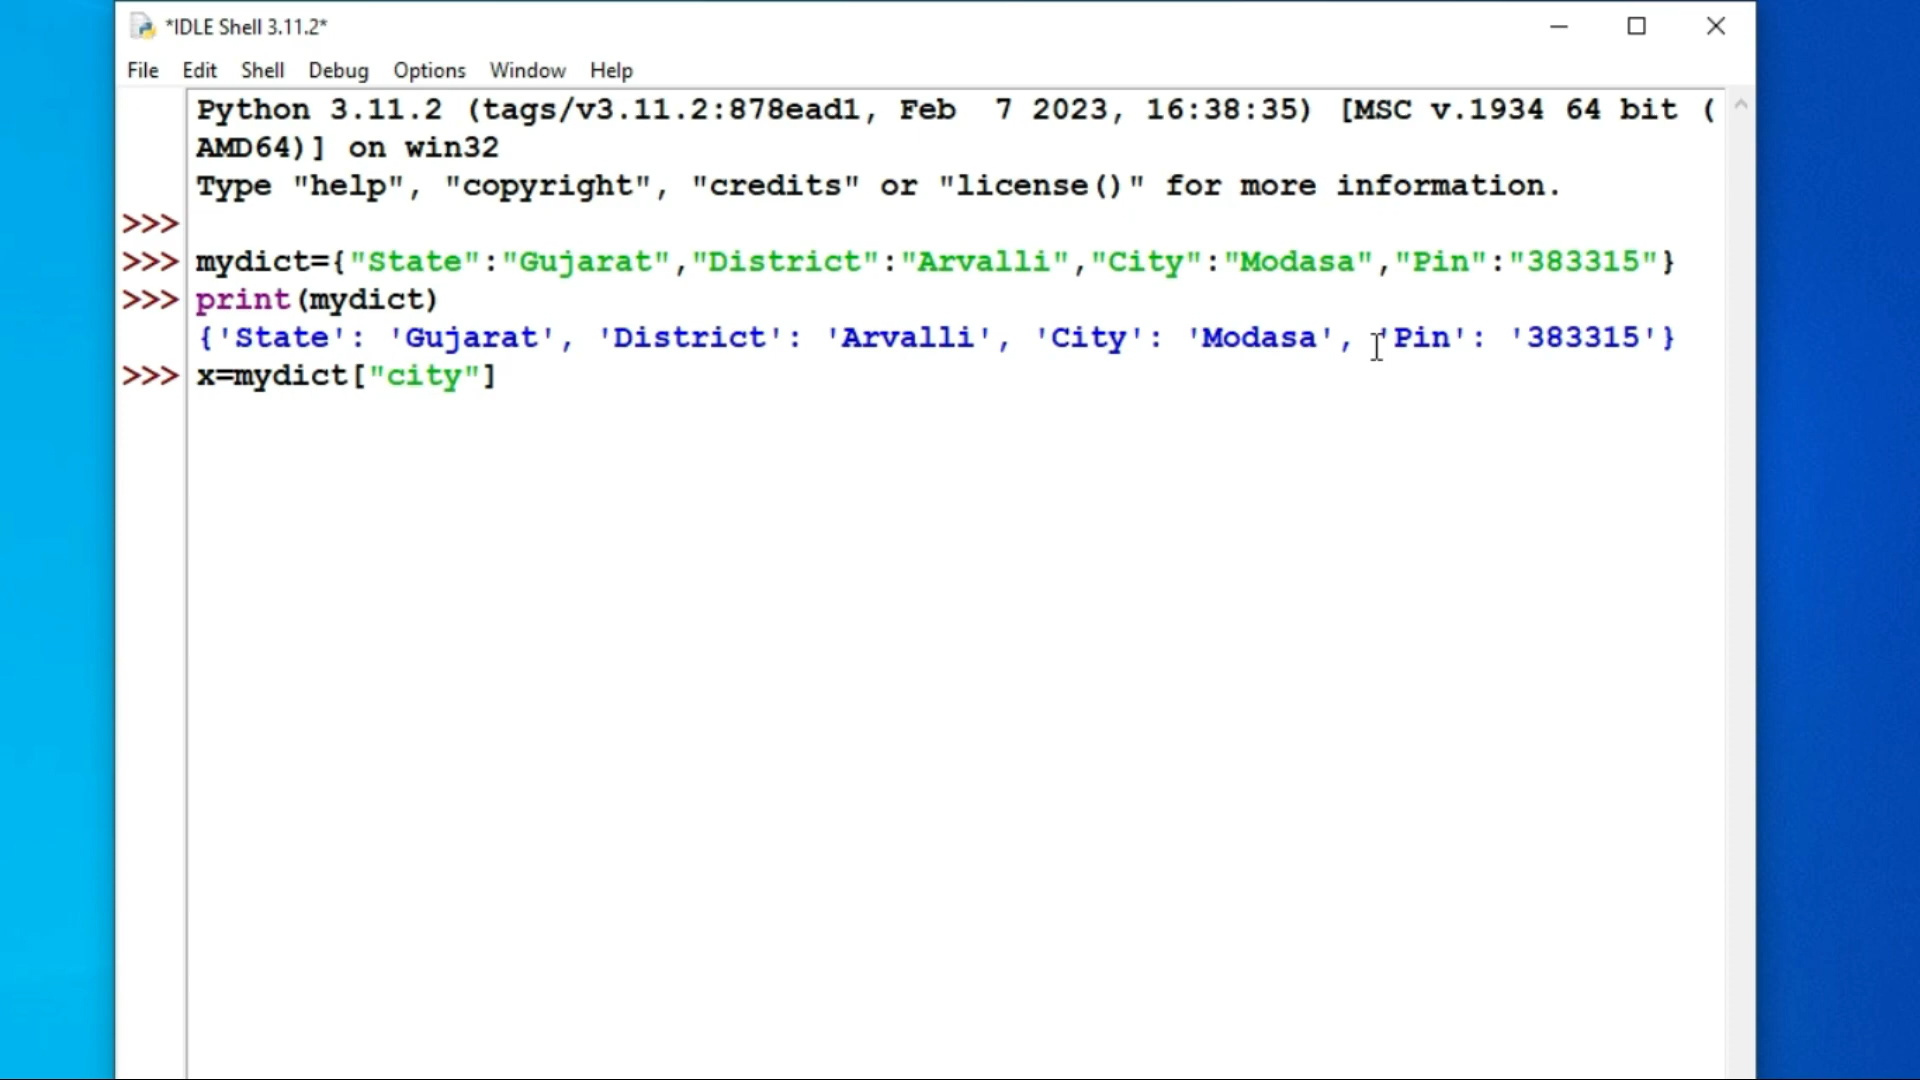 *IDLE Shell 3.11.2*
File Edit Shell Debug Options Window Help
Python 3.11.2 (tags/v3.11.2:878ead1, Feb  7 2023, 16:38:35) [MSC v.1934 64 bit (
AMD64)] on win32
Type "help", "copyright", "credits" or "license()" for more information.
>>>
>>> mydict={"State":"Gujarat","District":"Arvalli","City":"Modasa","Pin":"383315"}
>>> print(mydict)
{'State': 'Gujarat', 'District': 'Arvalli', 'City': 'Modasa', 'Pin': '383315'}
>>> x=mydict["city"]